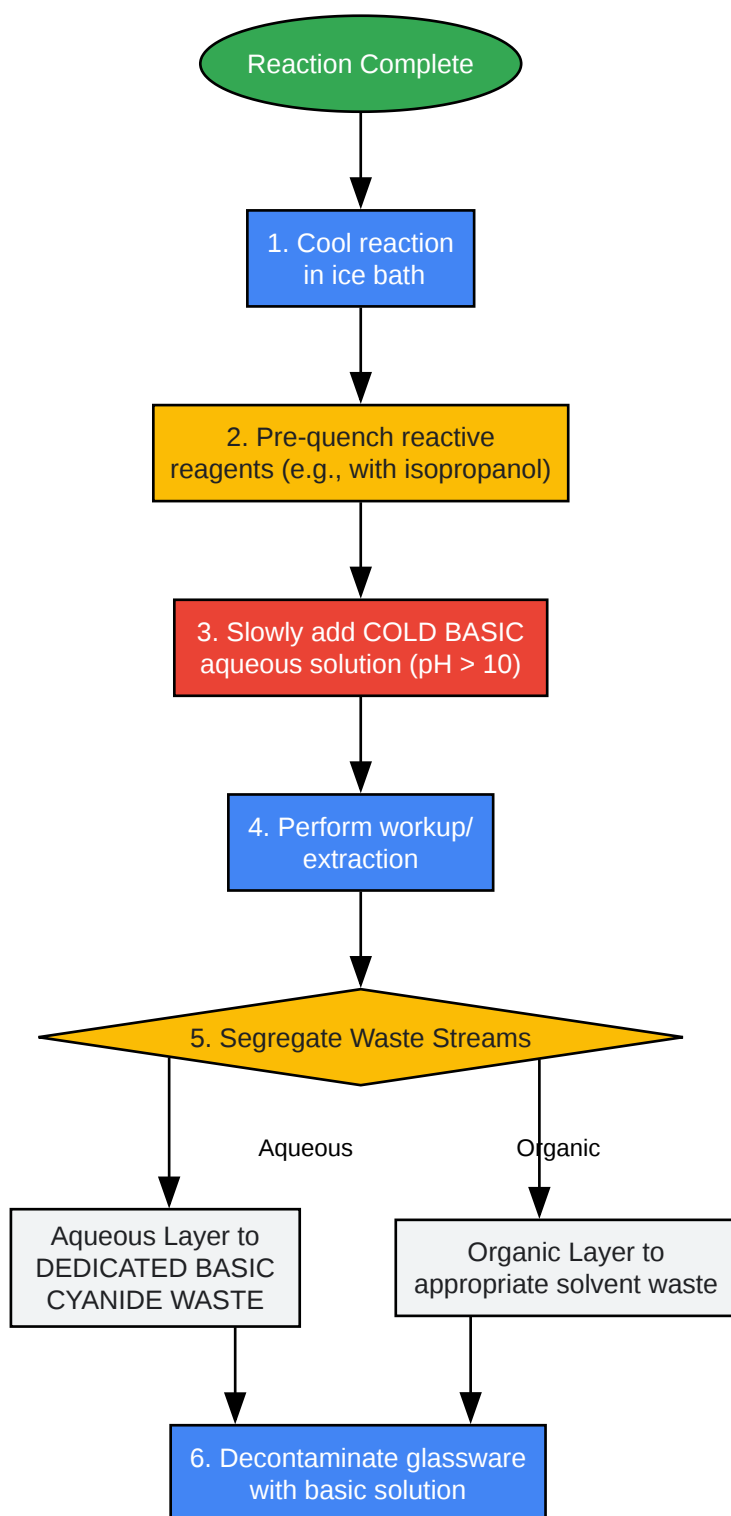 Reaction Complete
1. Cool reaction
in ice bath
2. Pre-quench reactive
reagents (e.g., with isopropanol)
3. Slowly add COLD BASIC
aqueous solution (pH > 10)
4. Perform workup/
extraction
5. Segregate Waste Streams
Aqueous
Organic
Aqueous Layer to
DEDICATED BASIC
CYANIDE WASTE
Organic Layer to
appropriate solvent waste
6. Decontaminate glassware
with basic solution